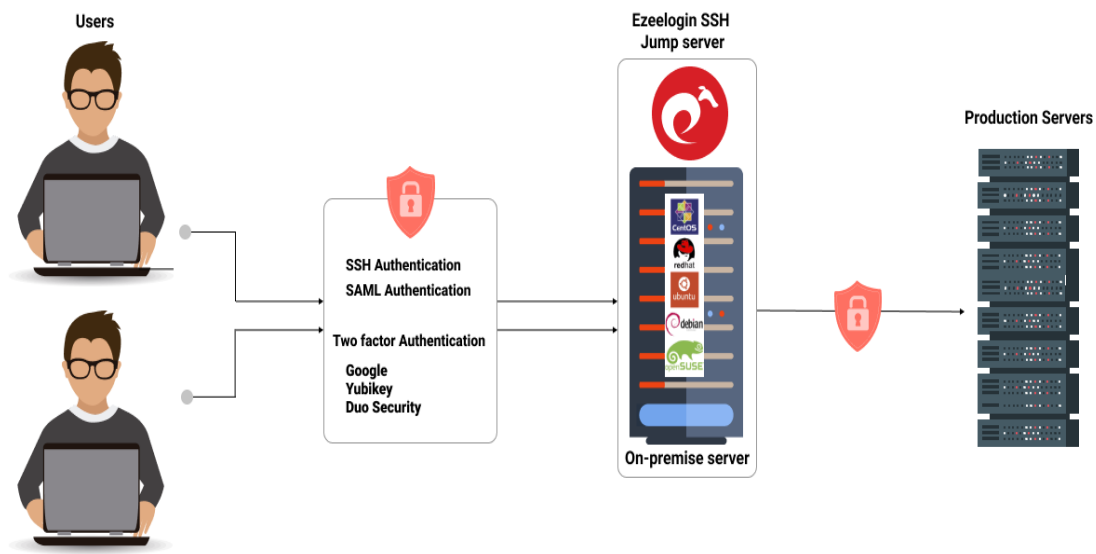 Users
Ezeelogin SSH
Jump server
Production Servers
SSH Authentication
SAML Authentication
Two factor Authentication
Google
Yubikey
Duo Security
CentOS
redhat
ubuntu
debian
openSUSE
On-premise server